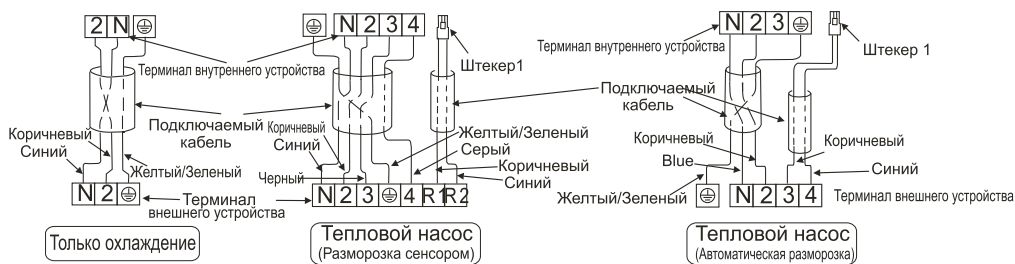 2 N
Терминал внутреннего устройства
Подключаемый
кабель
Коричневый
Синий
Желтый/Зеленый
N 2
Терминал
внешнего устройства
Только охлаждение
N 2 3 4
Штекер1
Коричневый
Синий
Черный
Желтый/Зеленый
Серый
Коричневый
Синий
N 2 3 4 R1 R2
Тепловой насос
(Разморозка сенсором)
N 2 3
Терминал внутреннего устройства
Штекер 1
Подключаемый
кабель
Коричневый
Blue
Желтый/Зеленый
Коричневый
Синий
N 2 3 4
Терминал внешнего устройства
Тепловой насос
(Автоматическая разморозка)